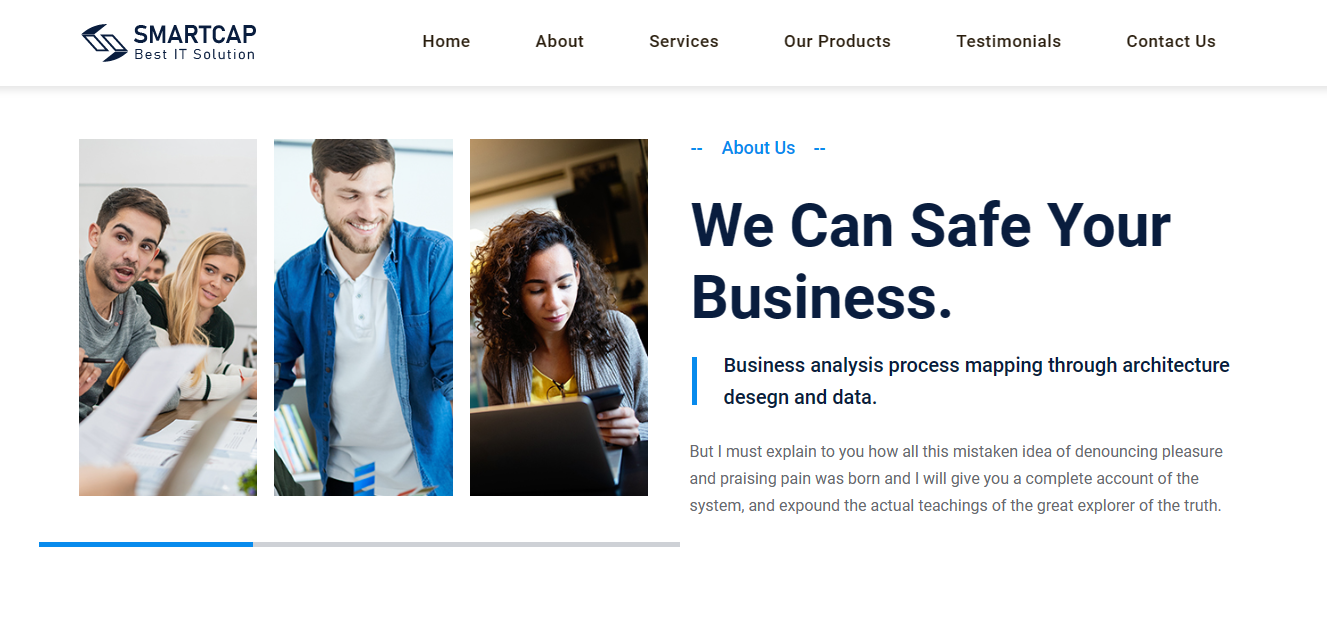 SMARTCAP
Best IT Solution
Home About Services Our Products Testimonials Contact Us
-- About Us --
We Can Safe Your
Business.
Business analysis process mapping through architecture
desegn and data.
But I must explain to you how all this mistaken idea of denouncing pleasure
and praising pain was born and I will give you a complete account of the
system, and expound the actual teachings of the great explorer of the truth.